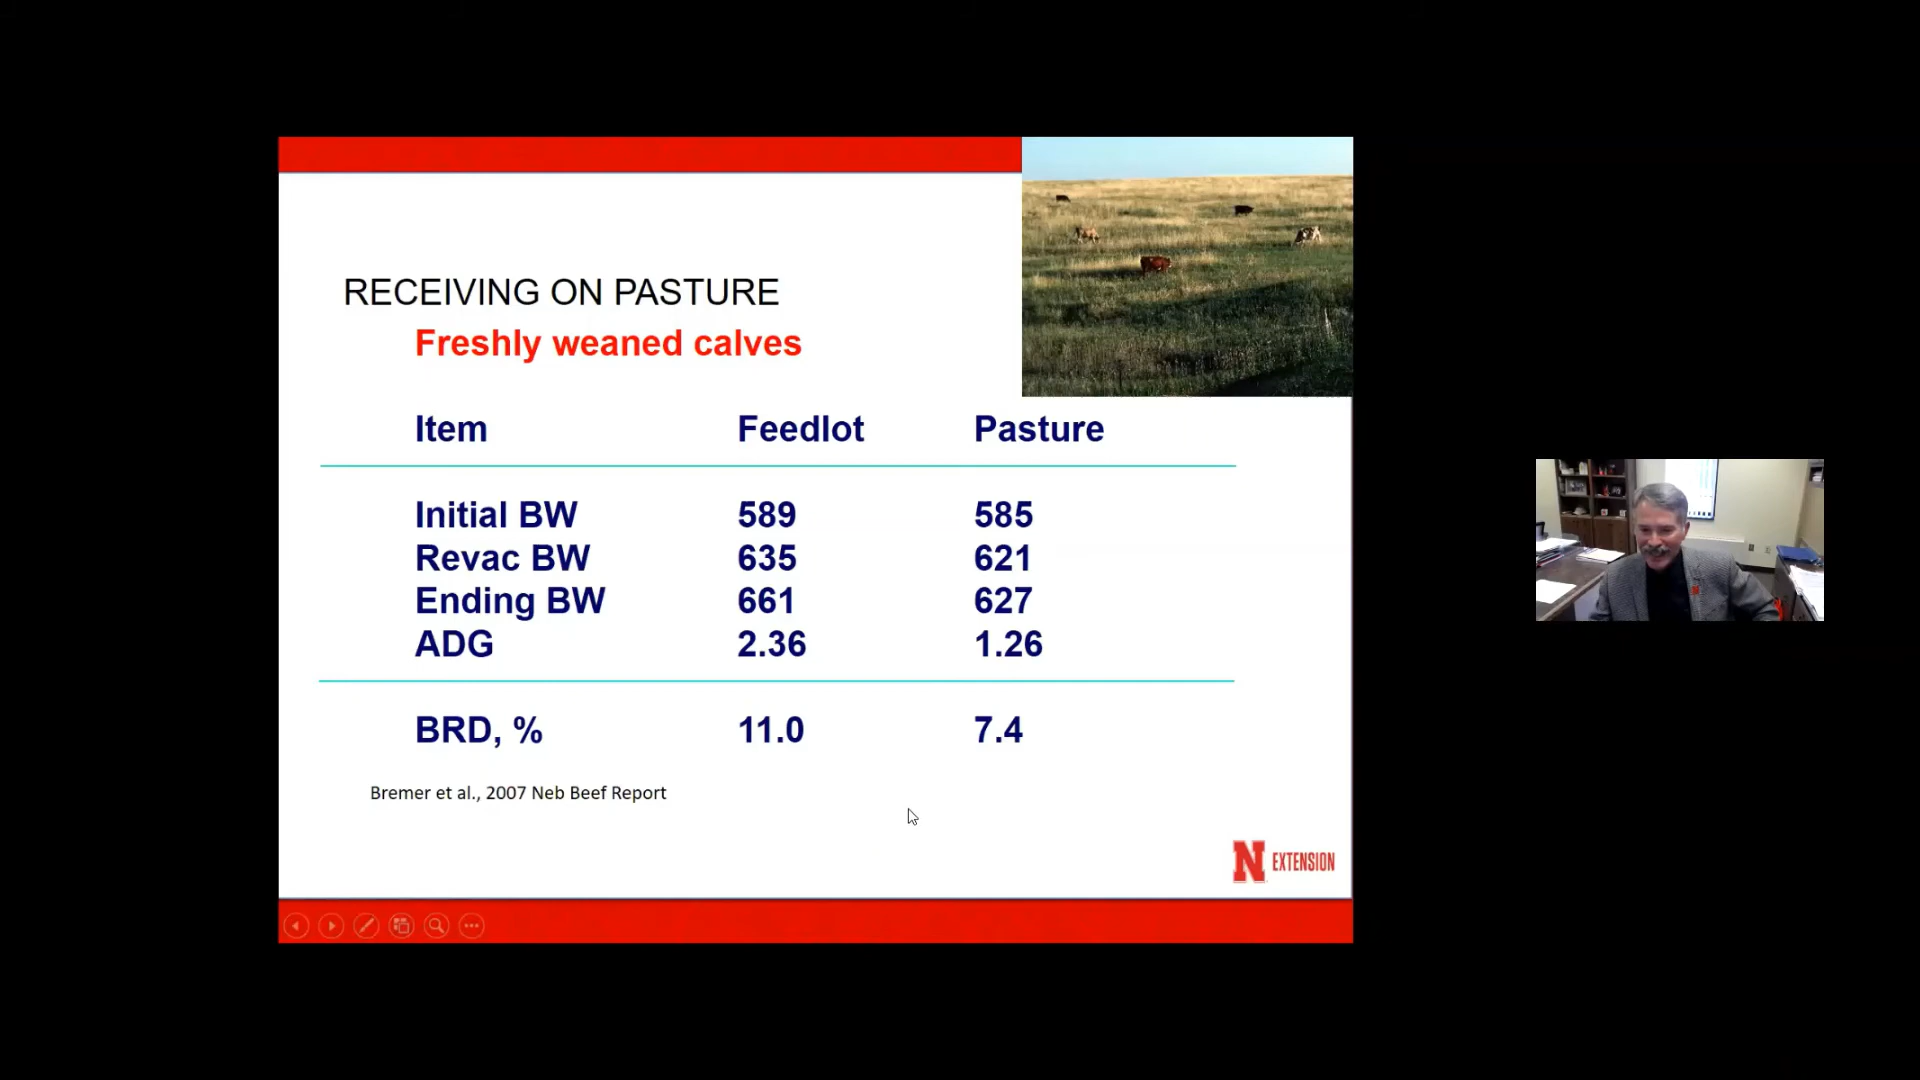 RECEIVING ON PASTURE
Freshly weaned calves
Item Feedlot Pasture
Initial BW 589 585
Revac BW 635 621
Ending BW 661 627
ADG 2.36 1.26
BRD, % 11.0 7.4
Bremer et al., 2007 Neb Beef Report
N EXTENSION